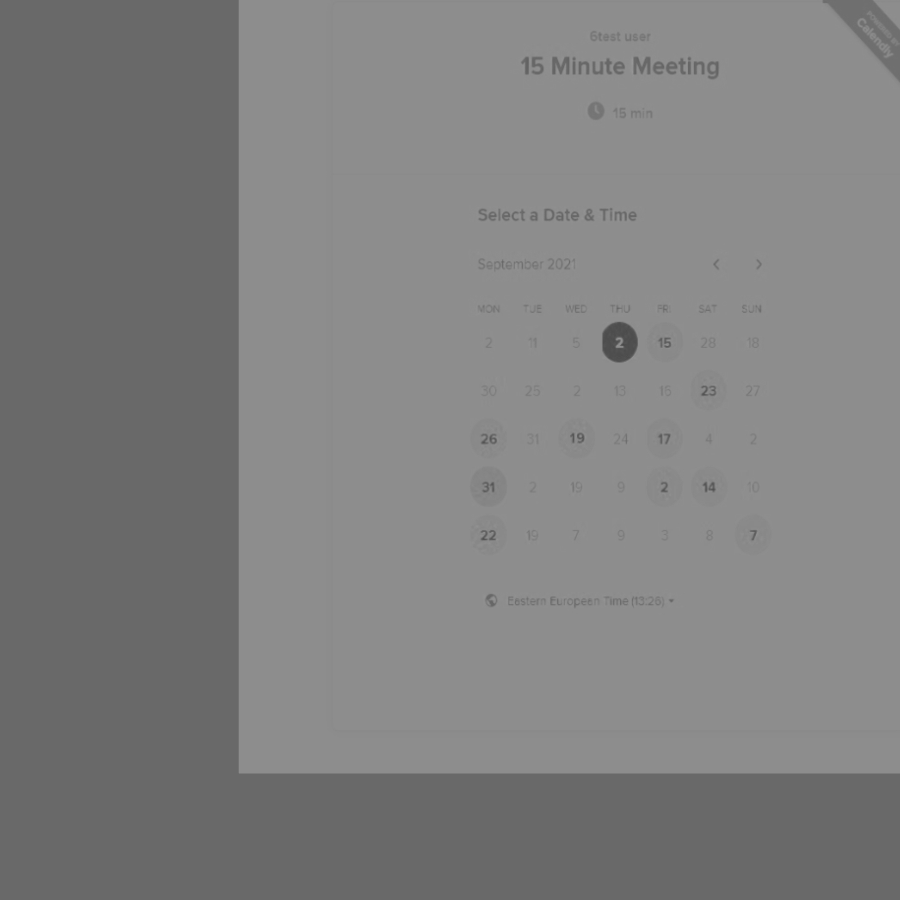 POWERED BY
Calendly
6test user
15 Minute Meeting
15 min
Select a Date & Time
September 2021
MON TUE WED THU FRI SAT SUN
2 11 5 2 15 28 18
30 25 2 13 15 23 27
26 31 19 24 17 4 2
31 2 19 9 2 14 10
22 19 7 9 3 8 7
Eastern European Time (13:26)